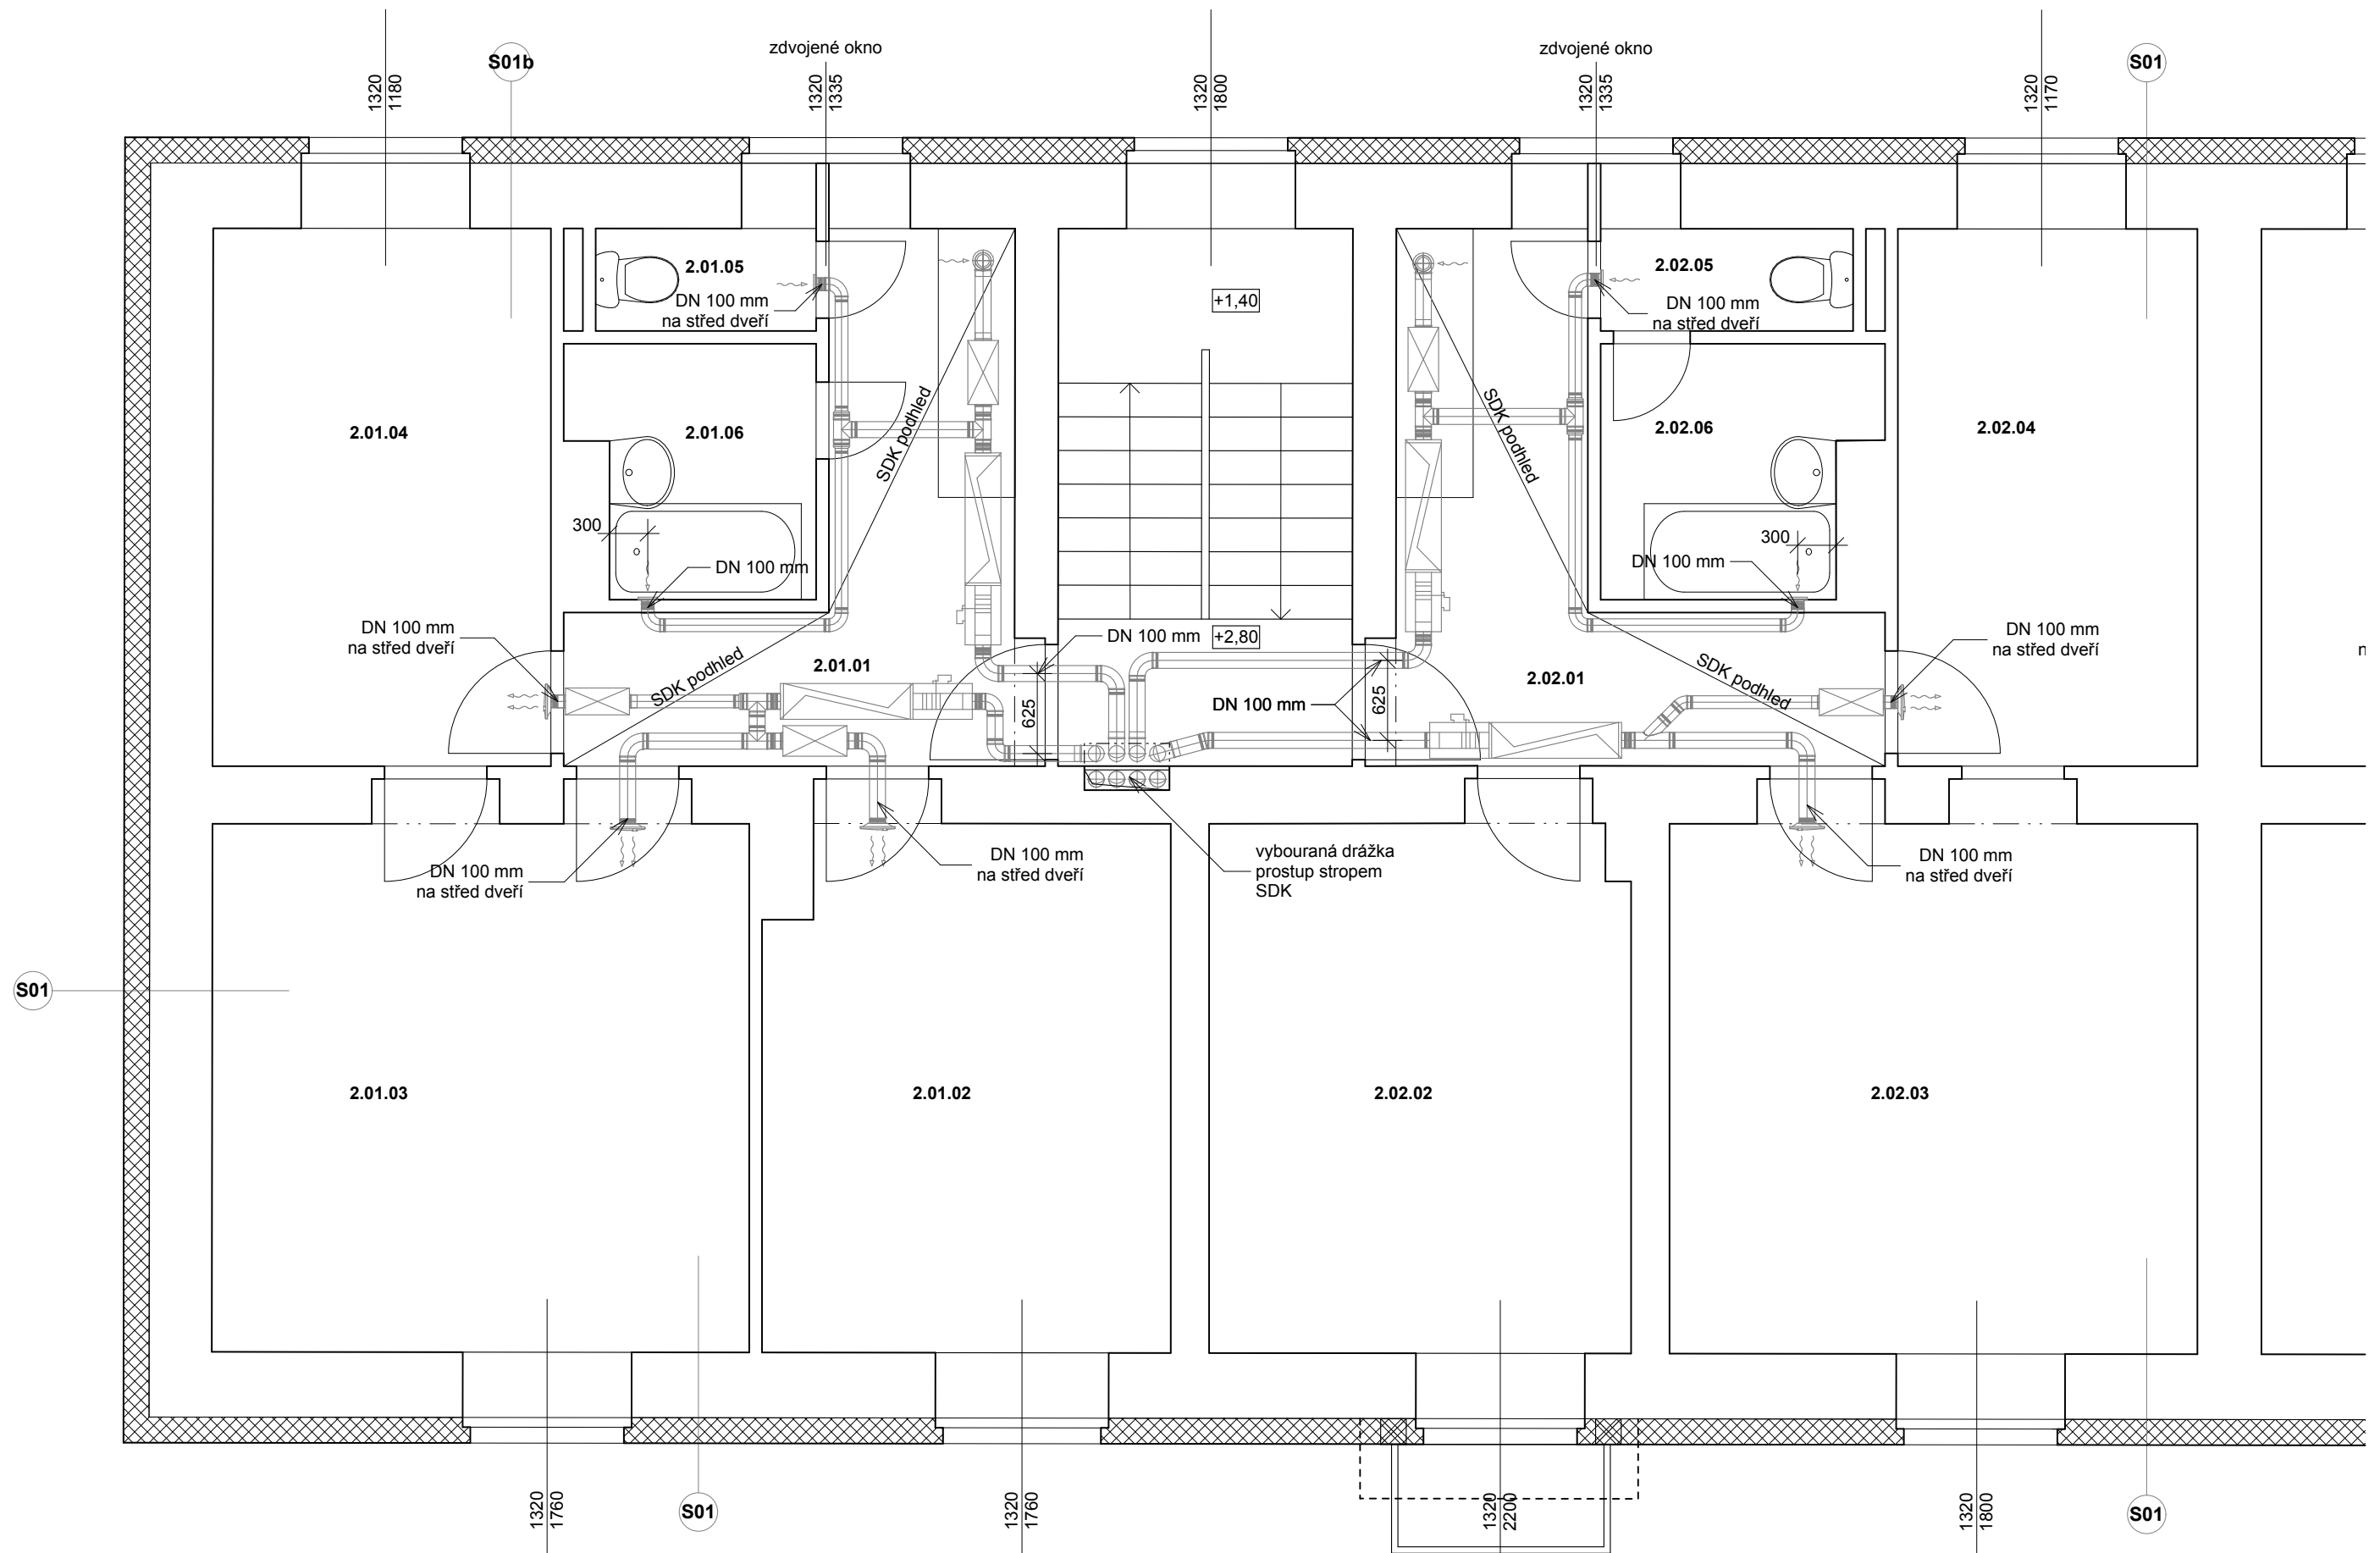 zdvojené okno
zdvojené okno
S01b
S01
1320
1180
1320
1335
1320
1800
1320
1335
1320
1170
2.01.05
DN 100 mm
na střed dveří
+1,40
2.02.05
DN 100 mm
na střed dveří
2.01.04
2.01.06
SDK podhled
SDK podhled
2.02.06
2.02.04
300
DN 100 mm
300
DN 100 mm
DN 100 mm
na střed dveří
DN 100 mm
+2,80
DN 100 mm
na střed dveří
n
SDK podhled
2.01.01
2.02.01
SDK podhled
625
DN 100 mm
625
DN 100 mm
na střed dveří
DN 100 mm
na střed dveří
vybouraná drážka
prostup stropem
SDK
DN 100 mm
na střed dveří
S01
2.01.03
2.01.02
2.02.02
2.02.03
1320
1760
S01
1320
1760
1320
2200
1320
1800
S01